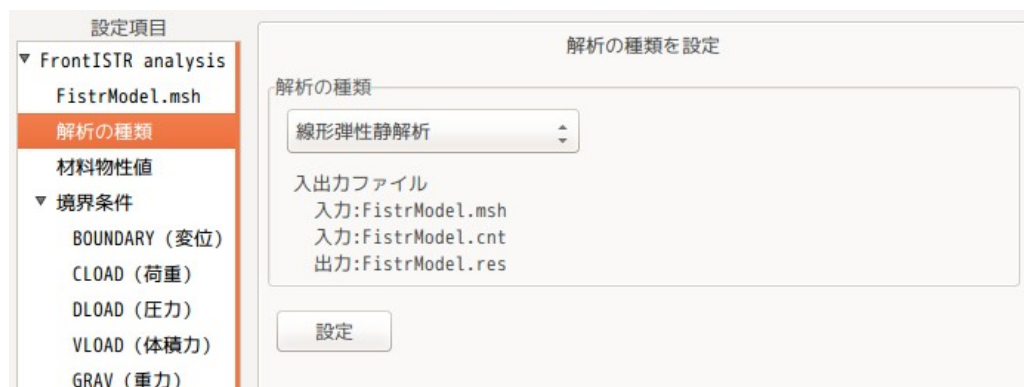 設定項目
FrontISTR analysis
FistrModel.msh
解析の種類
材料物性値
境界条件
BOUNDARY (変位)
CLOAD (荷重)
DLOAD (圧力)
VLOAD (体積力)
GRAV (重力)
解析の種類を設定
解析の種類
線形弾性静解析
入出力ファイル
入力:FistrModel.msh
入力:FistrModel.cnt
出力:FistrModel.res
設定